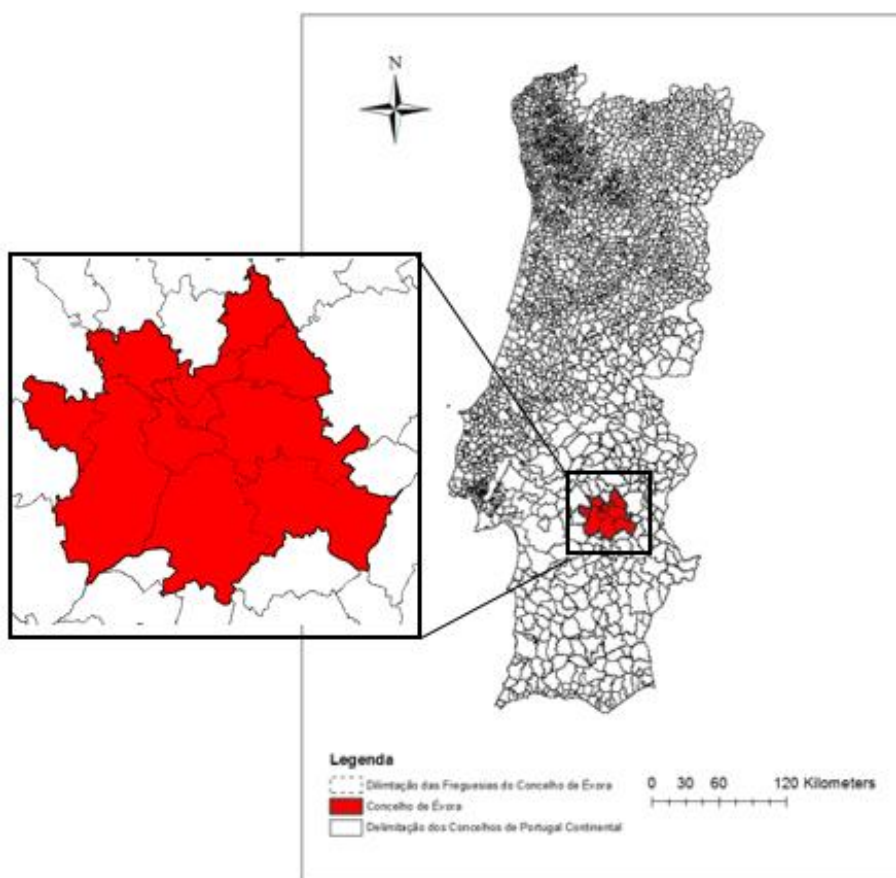 N
Legenda
Dilimtação das Freguesias do Concelho de Évora
Concelho de Évora
Delimitação dos Concelhos de Portugal Continental
0 30 60 120 Kilometers